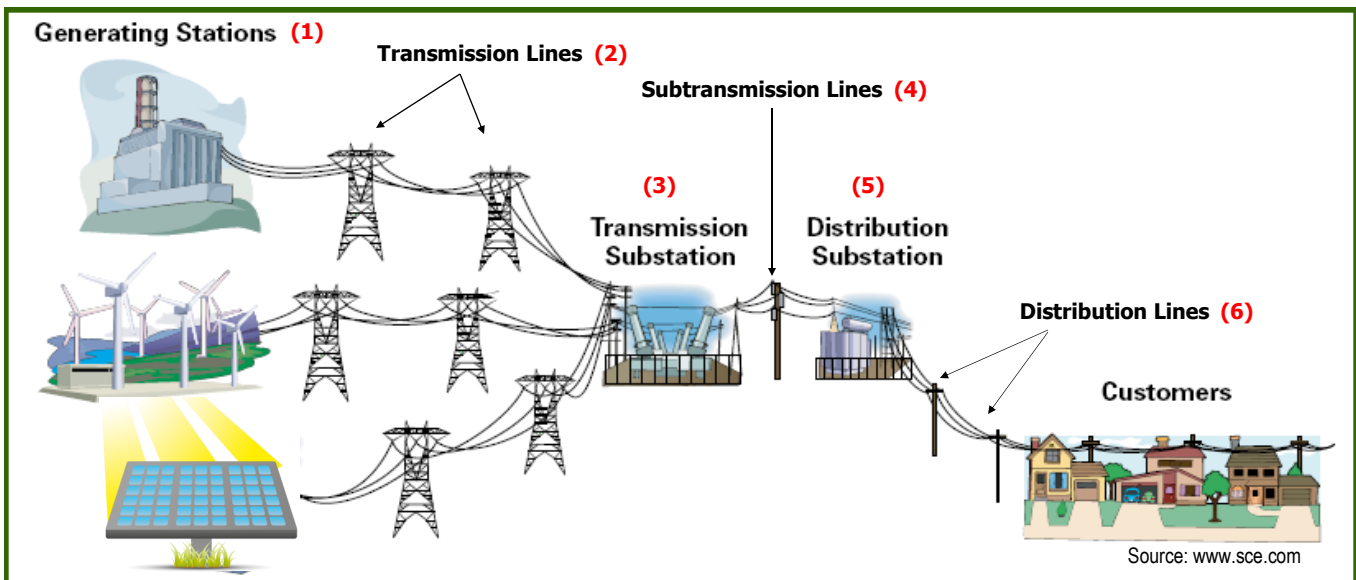 Generating Stations (1)
Transmission Lines (2)
Subtransmission Lines (4)
(3)
Transmission
Substation
(5)
Distribution
Substation
Distribution Lines (6)
Customers
Source: www.sce.com